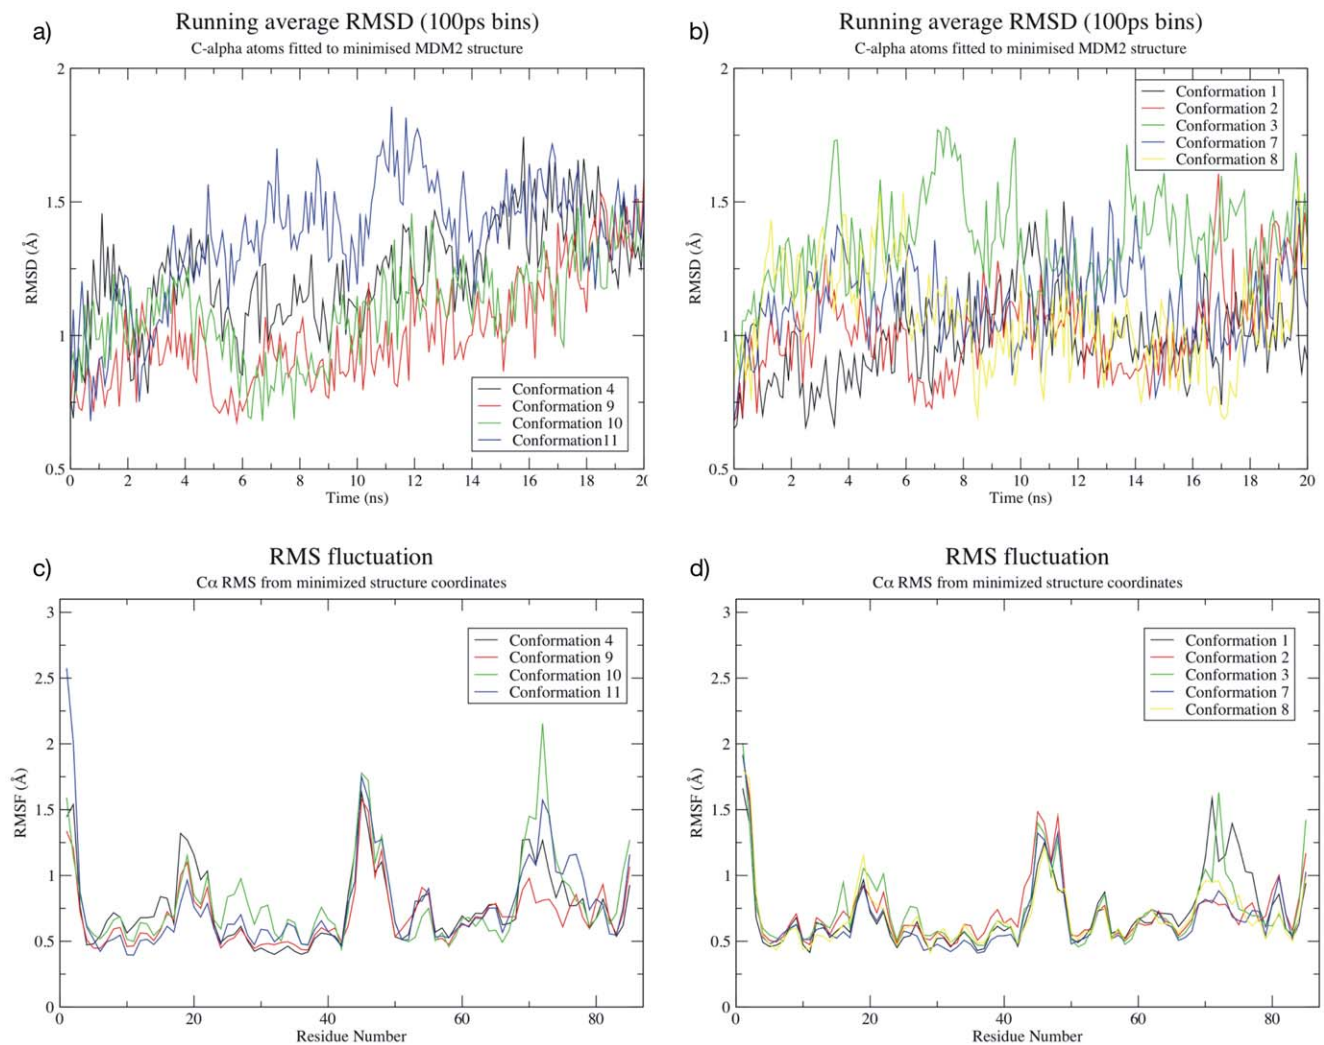 a)
Running average RMSD (100ps bins)
C-alpha atoms fitted to minimised MDM2 structure
2
1.5
1
0.5
RMSD (Å)
0 2 4 6 8 10 12 14 16 18 20
Time (ns)
Conformation 4
Conformation 9
Conformation 10
Conformation11
b)
Running average RMSD (100ps bins)
C-alpha atoms fitted to minimised MDM2 structure
2
1.5
1
0.5
RMSD (Å)
0 2 4 6 8 10 12 14 16 18 20
Time (ns)
Conformation 1
Conformation 2
Conformation 3
Conformation 7
Conformation 8
c)
RMS fluctuation
Cα RMS from minimized structure coordinates
3
2.5
2
1.5
1
0.5
0
RMSF (Å)
0 20 40 60 80
Residue Number
Conformation 4
Conformation 9
Conformation 10
Conformation 11
d)
RMS fluctuation
Cα RMS from minimized structure coordinates
3
2.5
2
1.5
1
0.5
0
RMSF (Å)
0 20 40 60 80
Residue Number
Conformation 1
Conformation 2
Conformation 3
Conformation 7
Conformation 8